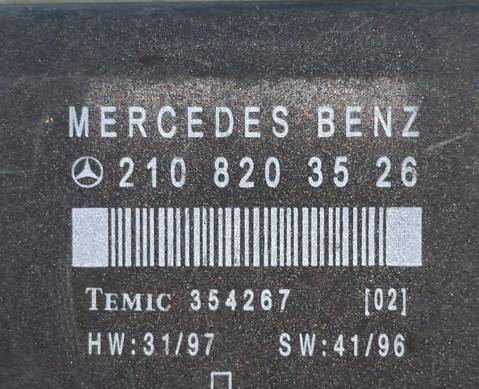 MERCEDES BENZ
210 820 35 26
TEMIC 354267 [02]
HW:31/97 SW:41/96